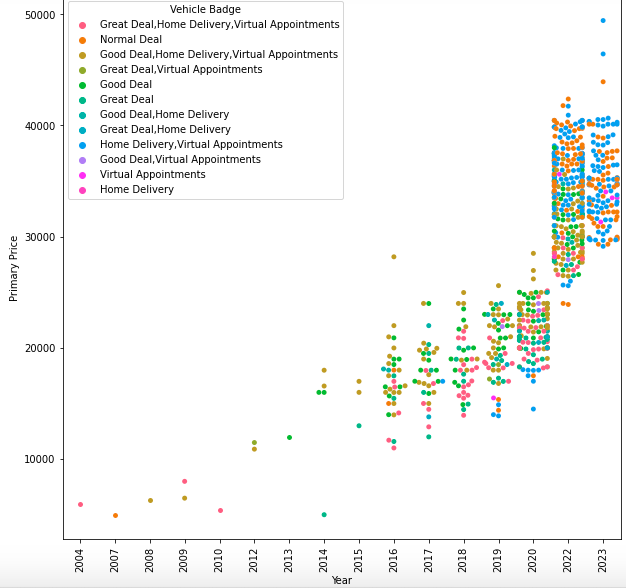 Vehicle Badge
Great Deal,Home Delivery,Virtual Appointments
Normal Deal
Good Deal,Home Delivery,Virtual Appointments
Great Deal,Virtual Appointments
Good Deal
Great Deal
Good Deal,Home Delivery
Great Deal,Home Delivery
Home Delivery,Virtual Appointments
Good Deal,Virtual Appointments
Virtual Appointments
Home Delivery
Primary Price
50000
40000
30000
20000
10000
2004 2007 2008 2009 2010 2012 2013 2014 2015 2016 2017 2018 2019 2020 2022 2023
Year